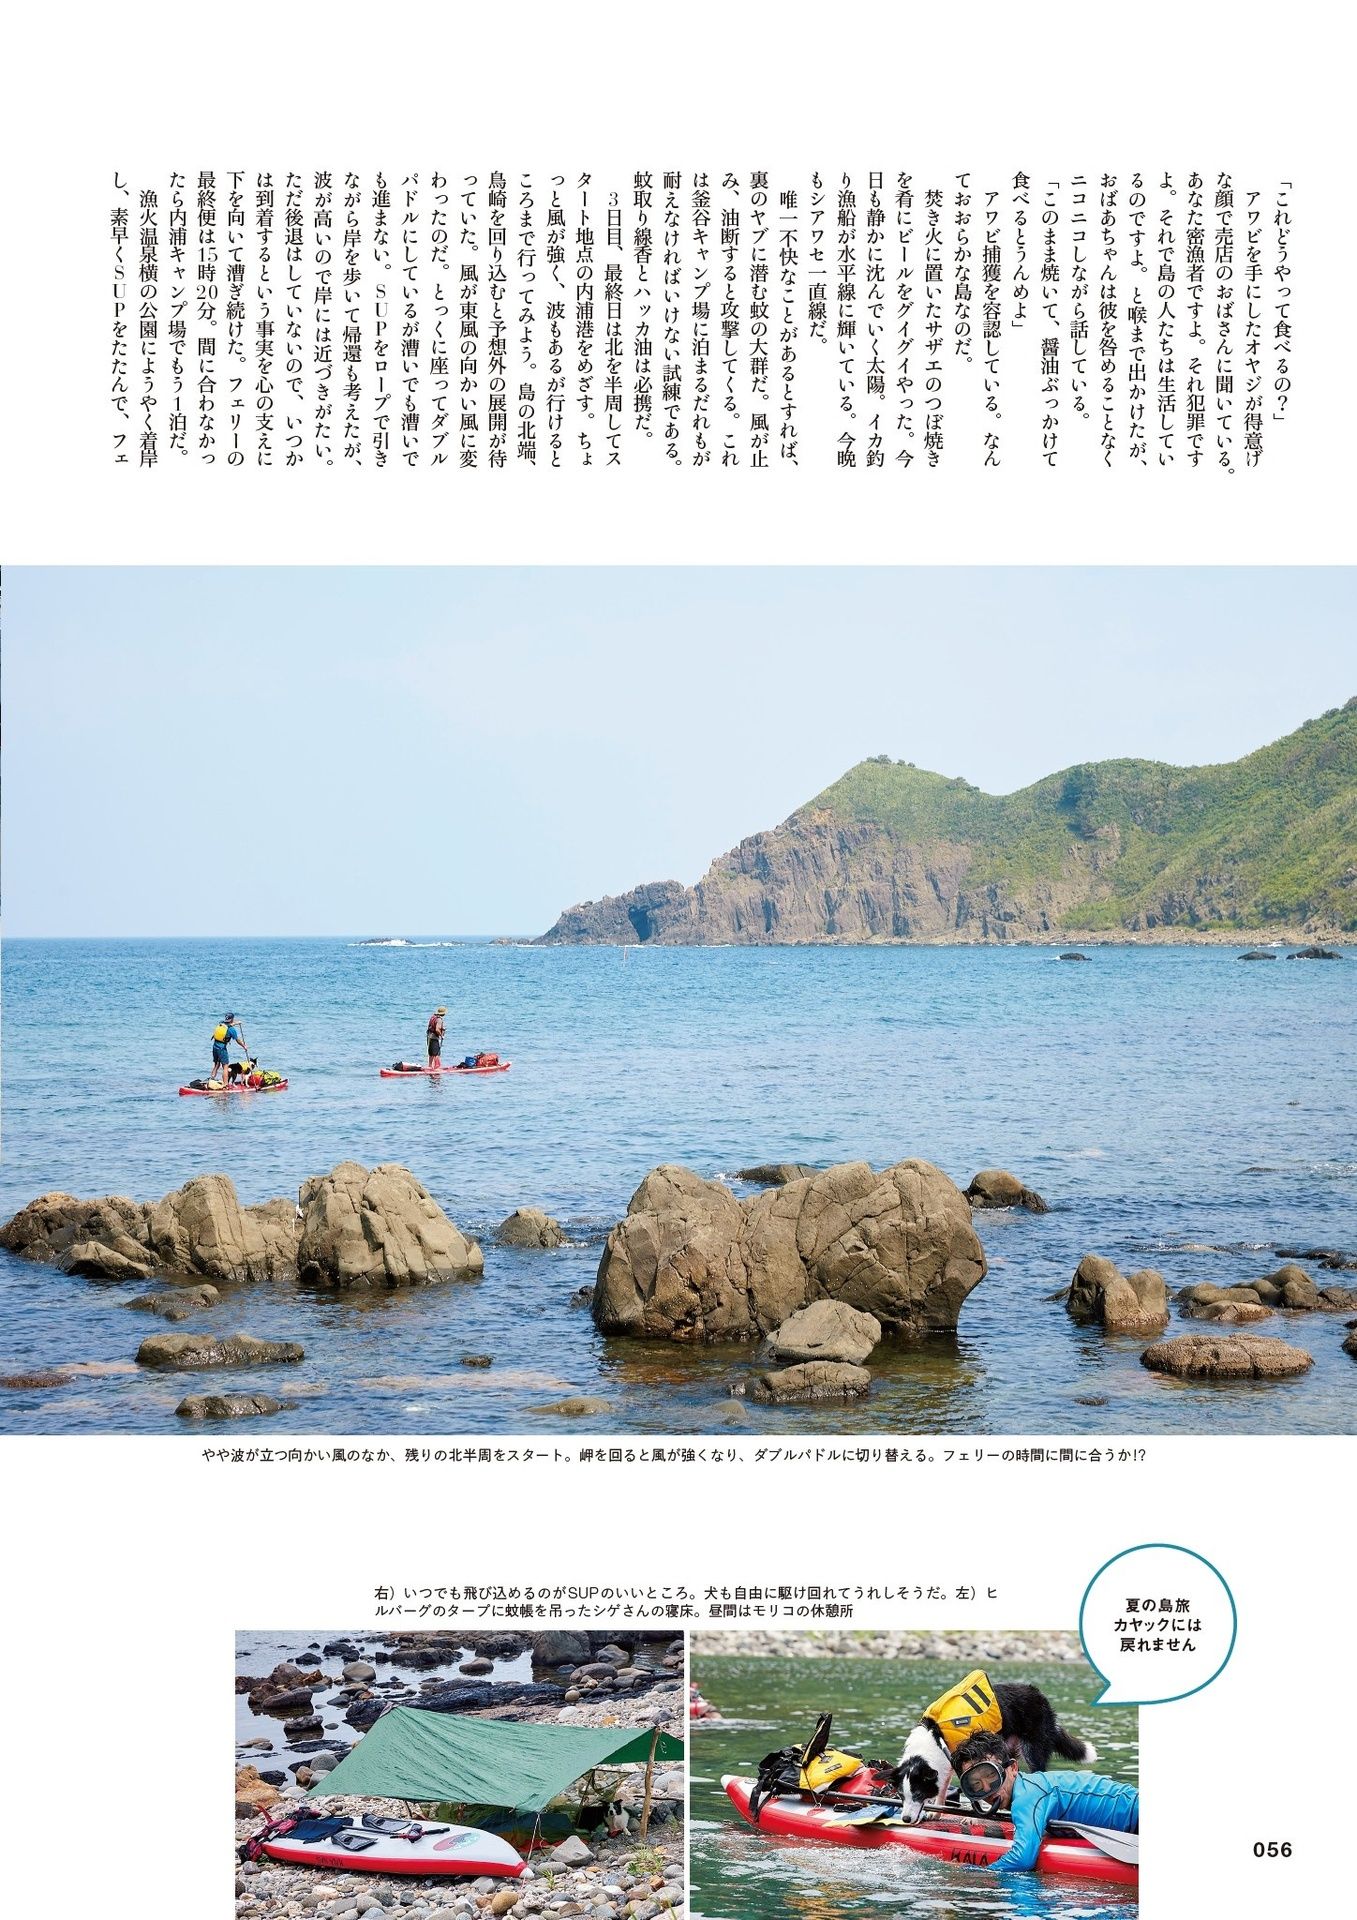 「これどうやって食べるの？」
　アワビを手にしたオヤジが得意げ
な顔で売店のおばさんに聞いている。
あなた密漁者ですよ。それ犯罪です
よ。それで島の人たちは生活してい
るのですよ。と喉まで出かけたが、
おばあちゃんは彼を咎めることなく
ニコニコしながら話している。
「このまま焼いて、醤油ぶっかけて
食べるとうんめよ」
　アワビ捕獲を容認している。なん
ておおらかな島なのだ。
　焚き火に置いたサザエのつぼ焼き
を肴にビールをグイグイやった。今
日も静かに沈んでいく太陽。イカ釣
り漁船が水平線に輝いている。今晩
もシアワセ一直線だ。
　唯一不快なことがあるとすれば、
裏のヤブに潜む蚊の大群だ。風が止
み、油断すると攻撃してくる。これ
は釜谷キャンプ場に泊まるだれもが
耐えなければいけない試練である。
蚊取り線香とハッカ油は必携だ。
　3日目、最終日は北を半周してス
タート地点の内浦港をめざす。ちょ
っと風が強く、波もあるが行けると
ころまで行ってみよう。島の北端、
鳥崎を回り込むと予想外の展開が待
っていた。風が東風の向かい風に変
わったのだ。とっくに座ってダブル
パドルにしているが漕いでも漕いで
も進まない。SUPをロープで引き
ながら岸を歩いて帰還も考えたが、
波が高いので岸には近づきがたい。
ただ後退はしていないので、いつか
は到着するという事実を心の支えに
下を向いて漕ぎ続けた。フェリーの
最終便は15時20分。間に合わなかっ
たら内浦キャンプ場でもう1泊だ。
　漁火温泉横の公園にようやく着岸
し、素早くSUPをたたんで、フェ
やや波が立つ向かい風のなか、残りの北半周をスタート。岬を回ると風が強くなり、ダブルパドルに切り替える。フェリーの時間に間に合うか!?
右）いつでも飛び込めるのがSUPのいいところ。犬も自由に駆け回れてうれしそうだ。左）ヒ
ルバーグのタープに蚊帳を吊ったシゲさんの寝床。昼間はモリコの休憩所
夏の島旅
カヤックには
戻れません
056